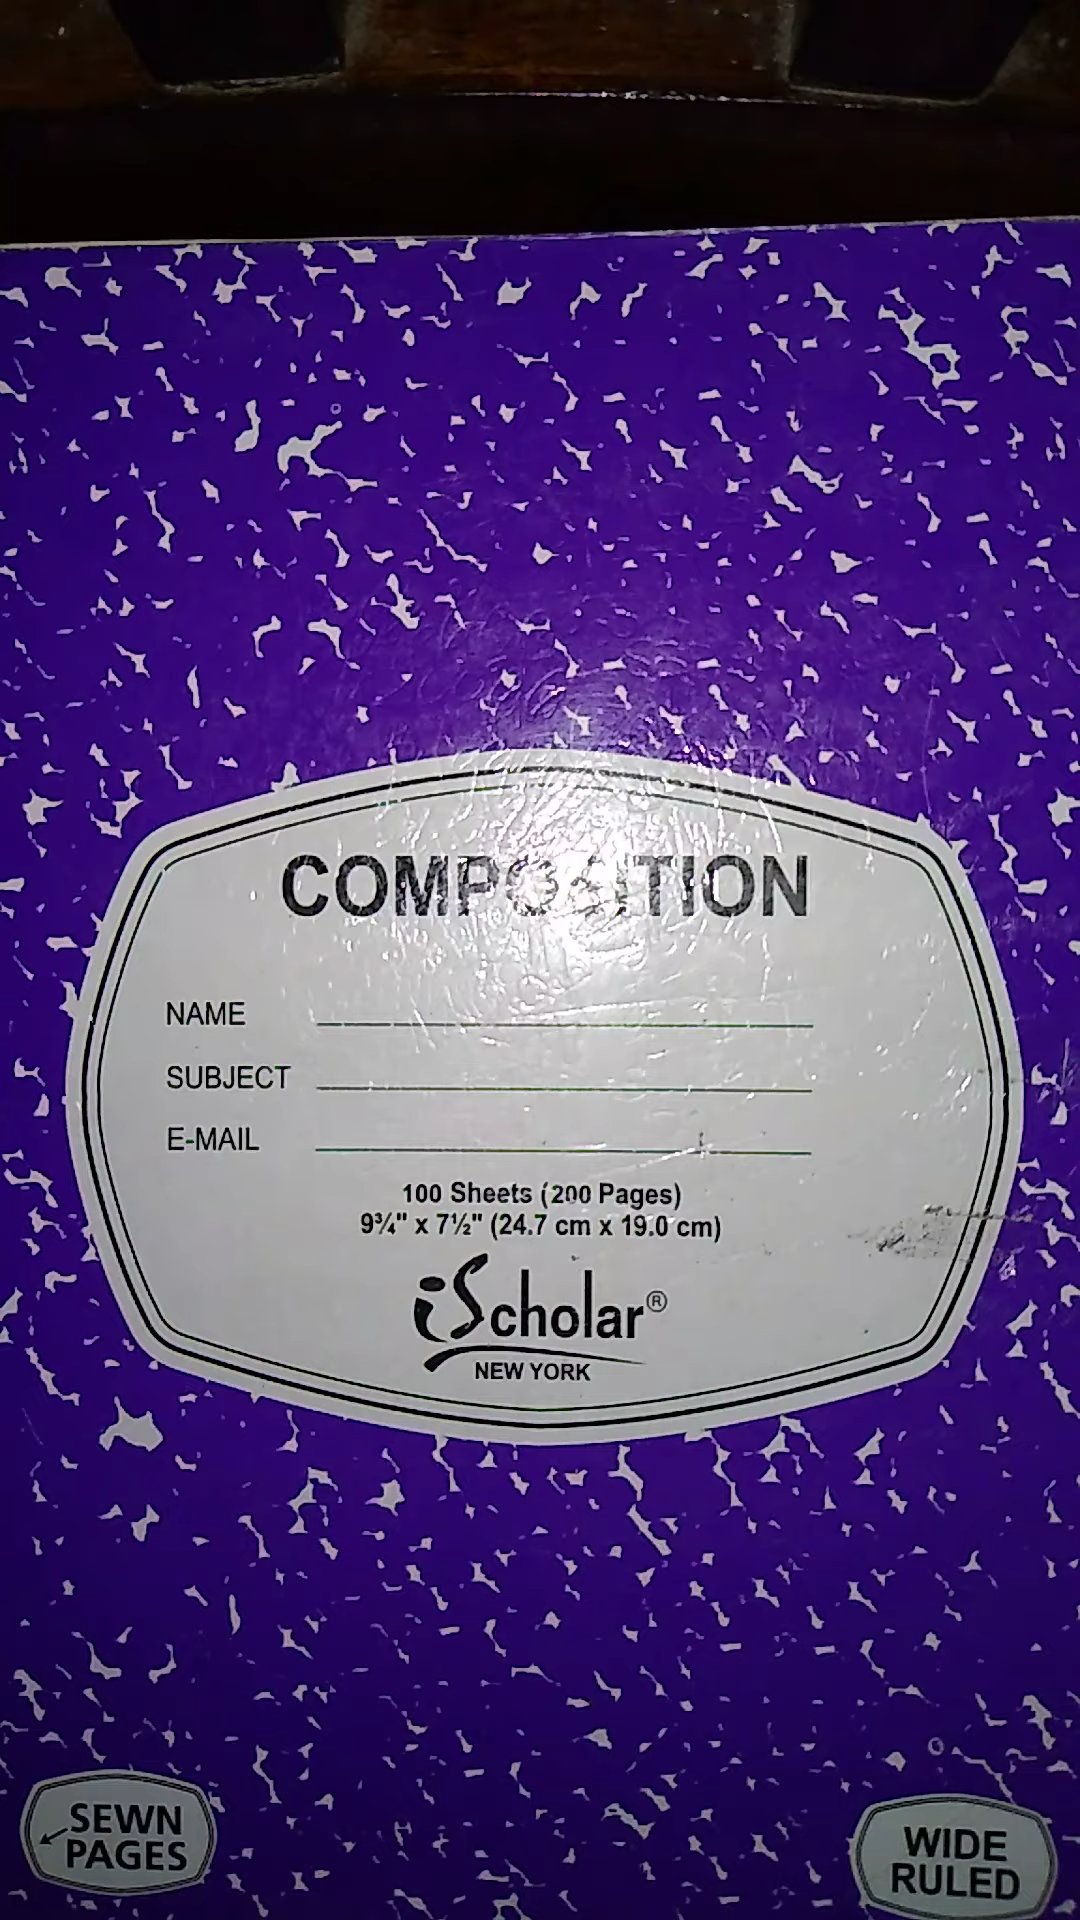 COMPOSITION
NAME
SUBJECT
E-MAIL
100 Sheets (200 Pages)
9¾" x 7½" (24.7 cm x 19.0 cm)
iScholar®
NEW YORK
SEWN
PAGES
WIDE
RULED